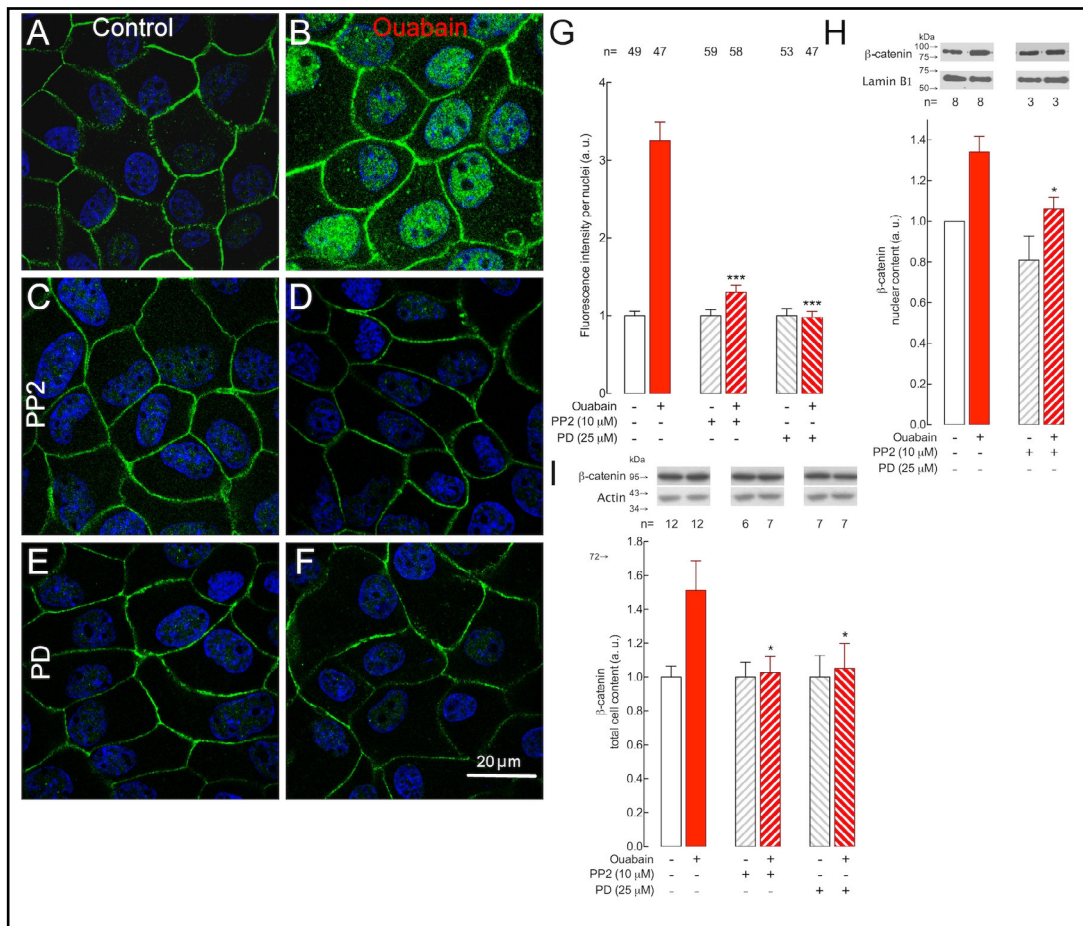 A
Control
B
Ouabain
C
PP2
D
E
PD
F
20 µm
G
n= 49 47 59 58 53 47
Fluorescence intensity per nuclei (a. u.)
4
3
2
1
0
***
***
Ouabain - + - + - +
PP2 (10 µM) - - + + - -
PD (25 µM) - - - - + +
H
kDa
β-catenin 100→
75→
Lamin B1 75→
50→
n= 8 8 3 3
β-catenin
nuclear content (a. u.)
1.4
1.2
1.0
0.8
0.6
0.4
0.2
0.0
*
Ouabain - + - +
PP2 (10 µM) - - + +
PD (25 µM) - - - -
I
kDa
β-catenin 95→
Actin 43→
34→
n= 12 12 6 7 7 7
72→
β-catenin
total cell content (a. u.)
1.8
1.6
1.4
1.2
1.0
0.8
0.6
0.4
0.2
0.0
*
*
Ouabain - + - + - +
PP2 (10 µM) - - + + - -
PD (25 µM) - - - - + +